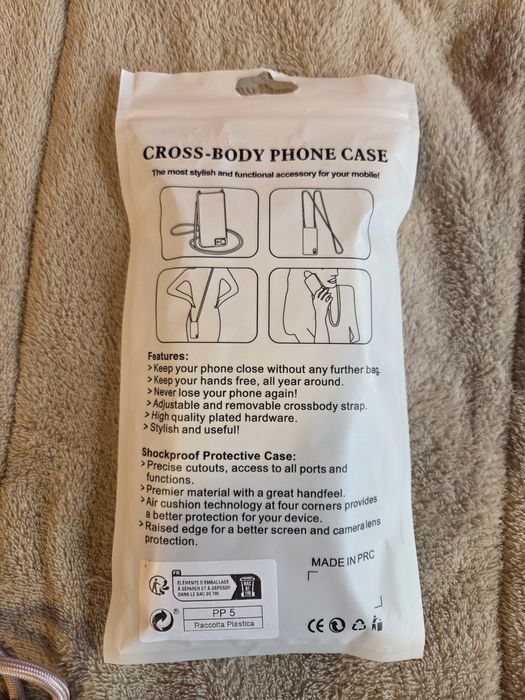 CROSS-BODY PHONE CASE
The most stylish and functional accessory for your mobile!
Features:
>Keep your phone close without any further bag.
>Keep your hands free, all year around.
>Never lose your phone again!
>Adjustable and removable crossbody strap.
>High quality plated hardware.
>Stylish and useful!
Shockproof Protective Case:
>Precise cutouts, access to all ports and
functions.
>Premier material with a great handfeel.
>Air cushion technology at four corners provides
a better protection for your device.
>Raised edge for a better screen and camera lens
protection.
MADE IN PRC
FR
ÉLÉMENTS D'EMBALLAGE
À SÉPARER ET À DÉPOSER
DANS LE BAC DE TRI
BAC
DE
TRI
PP 5
Raccolta Plastica
CE